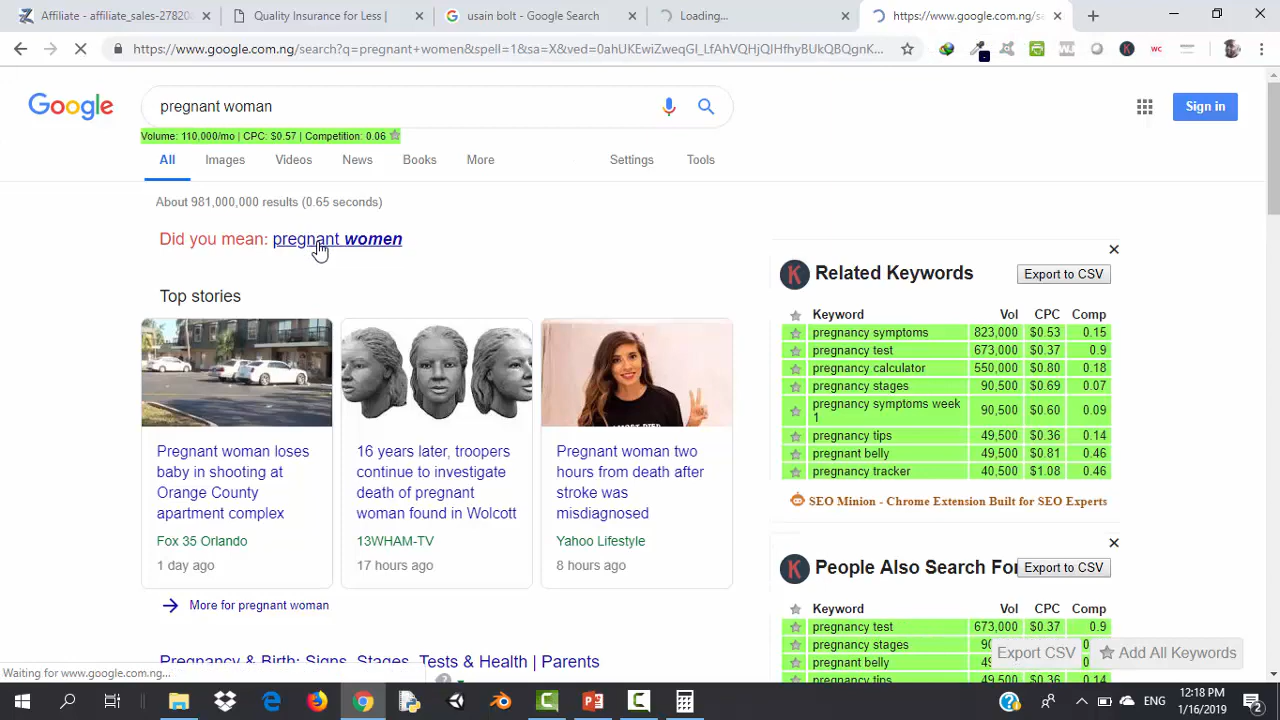 Affiliate - affiliate_sales-27820
Quality Insurance for Less |
usain bolt - Google Search
Loading...
https://www.google.com.ng/se
https://www.google.com.ng/search?q=pregnant+women&spell=1&sa=X&ved=0ahUKEwiZweqGI_LfAhVQHjQIHfhyBUkQBQgnK...
WC
Google
pregnant woman
Sign in
Volume: 110,000/mo | CPC: $0.57 | Competition: 0.06
All Images Videos News Books More Settings Tools
About 981,000,000 results (0.65 seconds)
Did you mean: pregnant women
Top stories
Pregnant woman loses
baby in shooting at
Orange County
apartment complex
Fox 35 Orlando
1 day ago
16 years later, troopers
continue to investigate
death of pregnant
woman found in Wolcott
13WHAM-TV
17 hours ago
Pregnant woman two
hours from death after
stroke was
misdiagnosed
Yahoo Lifestyle
8 hours ago
More for pregnant woman
Pregnancy & Birth: Signs, Stages, Tests & Health | Parents
Waiting for www.google.com.ng...
K Related Keywords Export to CSV
Keyword Vol CPC Comp
pregnancy symptoms 823,000 $0.53 0.15
pregnancy test 673,000 $0.37 0.9
pregnancy calculator 550,000 $0.80 0.18
pregnancy stages 90,500 $0.69 0.07
pregnancy symptoms week
1 90,500 $0.60 0.09
pregnancy tips 49,500 $0.36 0.14
pregnant belly 49,500 $0.81 0.46
pregnancy tracker 40,500 $1.08 0.46
SEO Minion - Chrome Extension Built for SEO Experts
K People Also Search For Export to CSV
Keyword Vol CPC Comp
pregnancy test 673,000 $0.37 0.9
pregnancy stages
pregnant belly
pregnancy tips
Export CSV
Add All Keywords
ENG
12:18 PM
1/16/2019
2